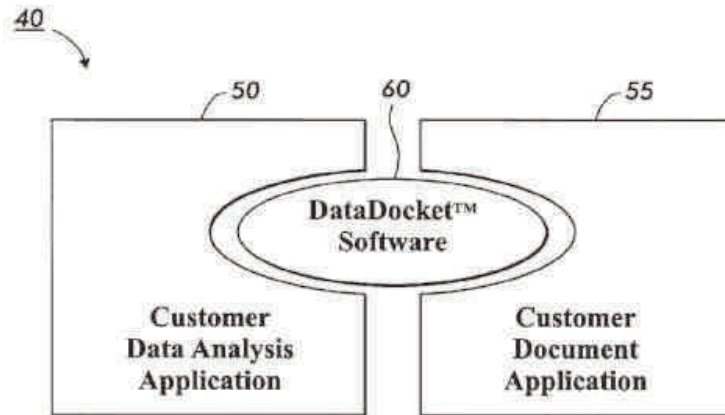 40
50
60
55
DataDocket™
Software
Customer
Data Analysis
Application
Customer
Document
Application